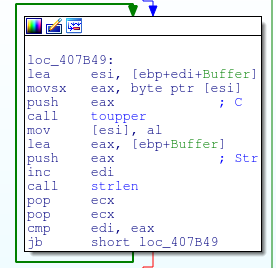 loc_407B49:
lea esi, [ebp+edi+Buffer]
movsx eax, byte ptr [esi]
push eax ; C
call toupper
mov [esi], al
lea eax, [ebp+Buffer]
push eax ; Str
inc edi
call strlen
pop ecx
pop ecx
cmp edi, eax
jb short loc_407B49